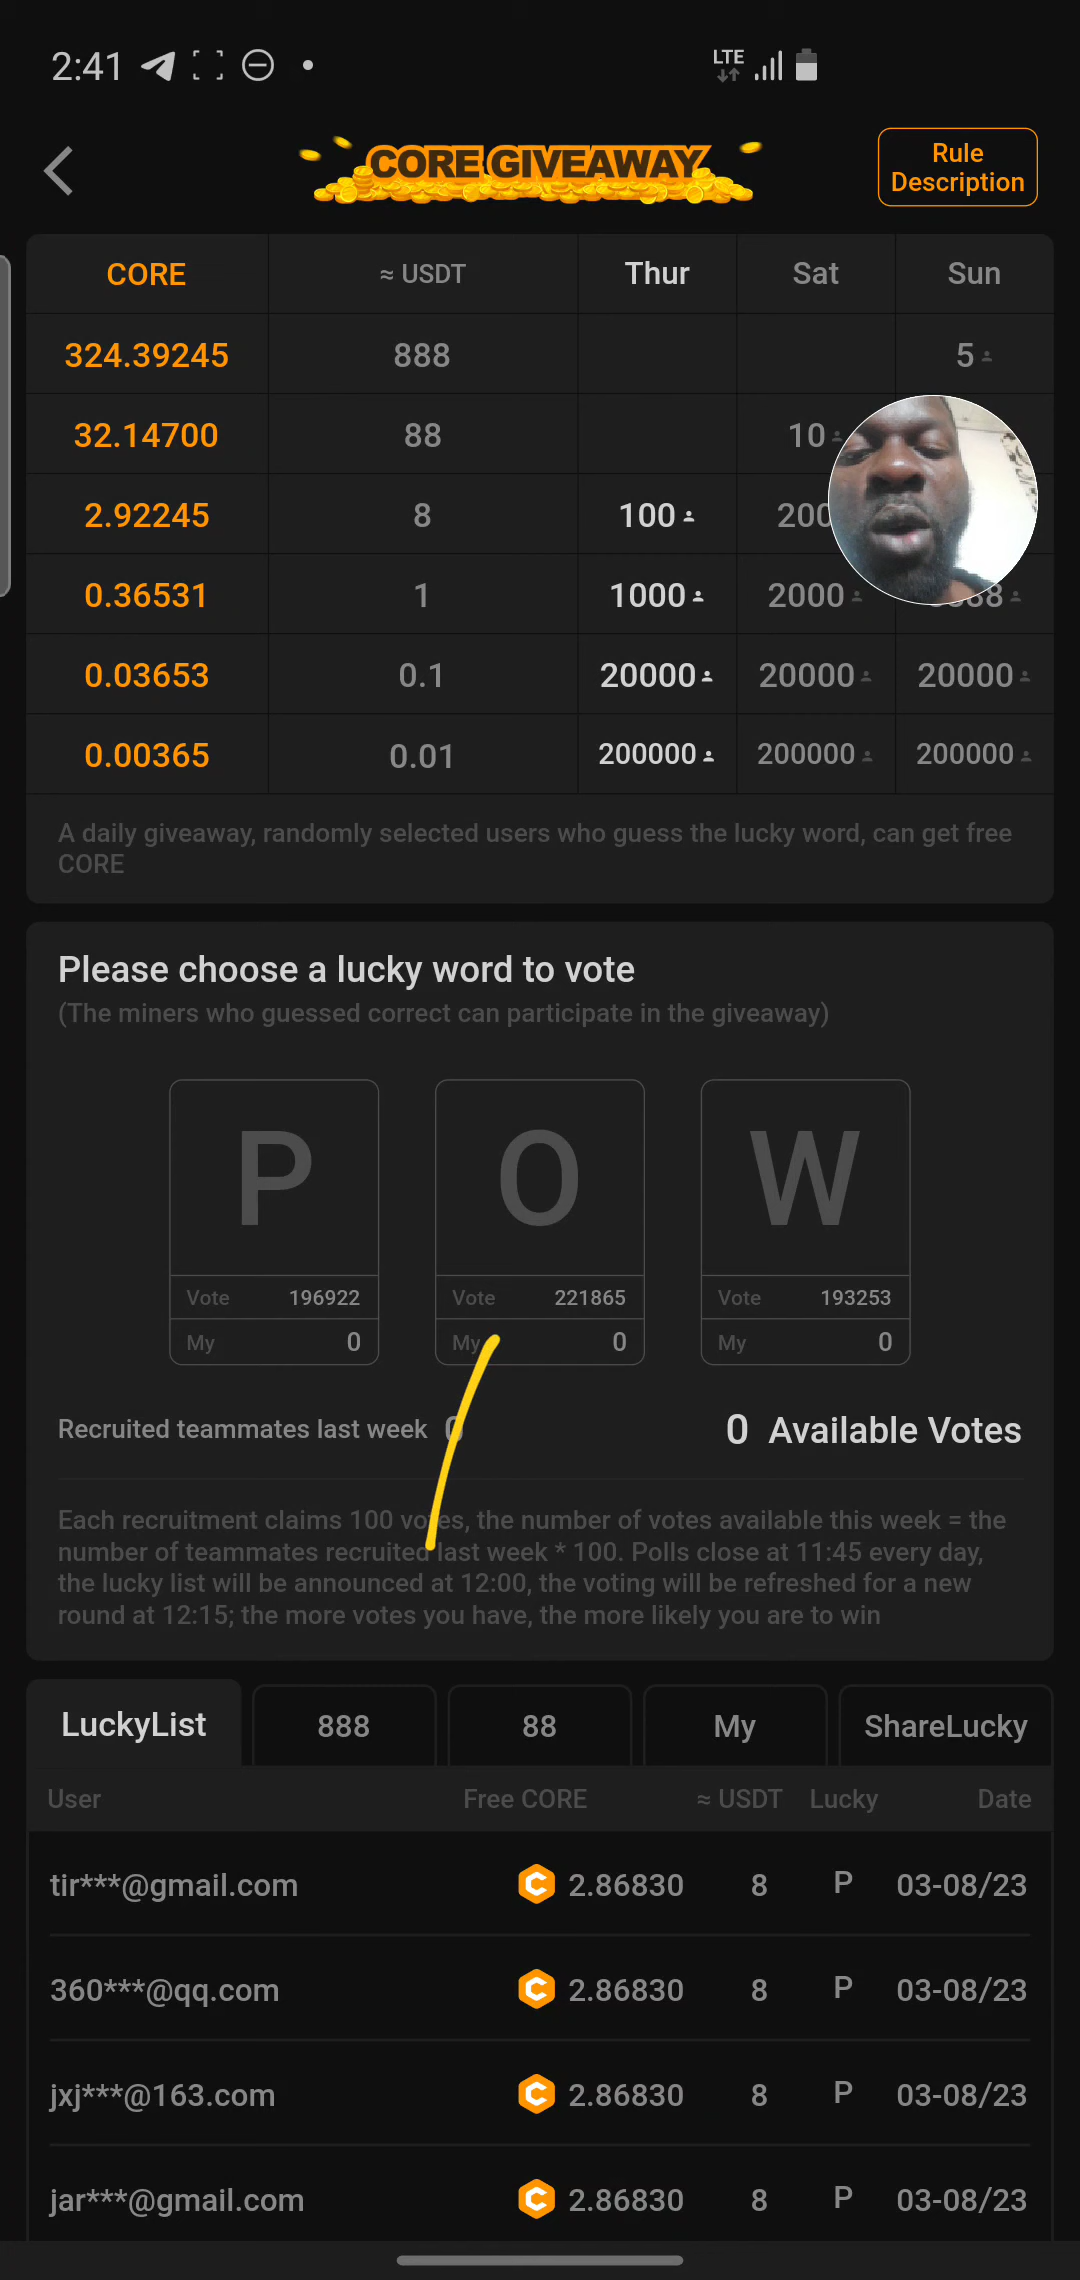 2:41 LTE
CORE GIVEAWAY
Rule
Description
CORE ≈ USDT Thur Sat Sun
324.39245 888 5
32.14700 88 10
2.92245 8 100 200
0.36531 1 1000 2000
0.03653 0.1 20000 20000 20000
0.00365 0.01 200000 200000 200000
A daily giveaway, randomly selected users who guess the lucky word, can get free
CORE
Please choose a lucky word to vote
(The miners who guessed correct can participate in the giveaway)
P O W
Vote 196922 Vote 221865 Vote 193253
My 0 My 0 My 0
Recruited teammates last week 0 0 Available Votes
Each recruitment claims 100 votes, the number of votes available this week = the
number of teammates recruited last week * 100. Polls close at 11:45 every day,
the lucky list will be announced at 12:00, the voting will be refreshed for a new
round at 12:15; the more votes you have, the more likely you are to win
LuckyList 888 88 My ShareLucky
User Free CORE ≈ USDT Lucky Date
tir***@gmail.com 2.86830 8 P 03-08/23
360***@qq.com 2.86830 8 P 03-08/23
jxj***@163.com 2.86830 8 P 03-08/23
jar***@gmail.com 2.86830 8 P 03-08/23